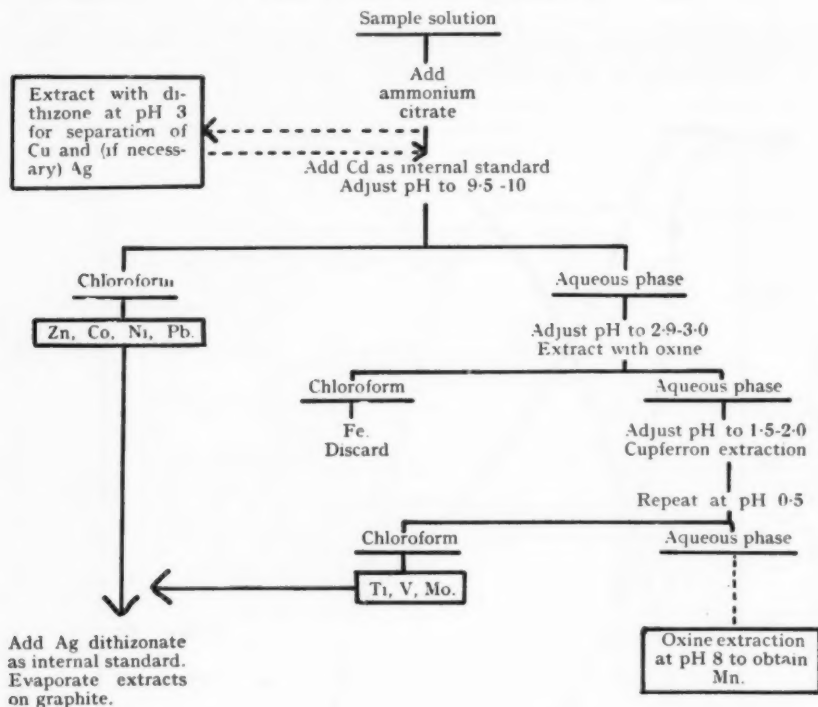 Sample solution
Add
ammonium
citrate
Extract with di-
thizone at pH 3
for separation of
Cu and (if necess-
ary) Ag
Add Cd as internal standard
Adjust pH to 9·5 -10
Chloroform
Aqueous phase
Zn, Co, Ni, Pb.
Adjust pH to 2·9-3·0
Extract with oxine
Chloroform
Aqueous phase
Fe.
Discard
Adjust pH to 1·5-2·0
Cupferron extraction
Repeat at pH 0·5
Chloroform
Aqueous phase
Ti, V, Mo.
Add Ag dithizonate
as internal standard.
Evaporate extracts
on graphite.
Oxine extraction
at pH 8 to obtain
Mn.